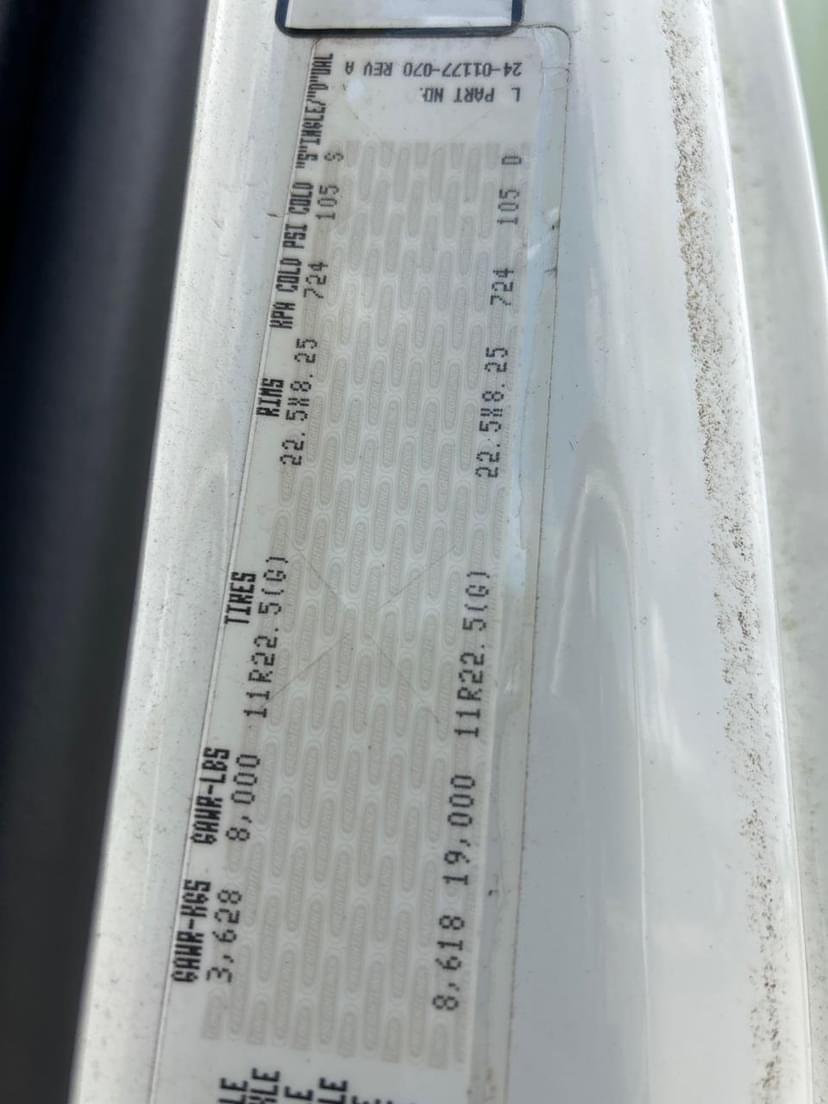 GAWR-KGS GAWR-LBS TIRES RIMS KPA COLD PSI COLD "S"INGLE/"D"UAL
3,628 8,000 11R22.5(G) 22.5X8.25 724 105 S
8,618 19,000 11R22.5(G) 22.5X8.25 724 105 D
L PART NO.
24-01177-070 REV A